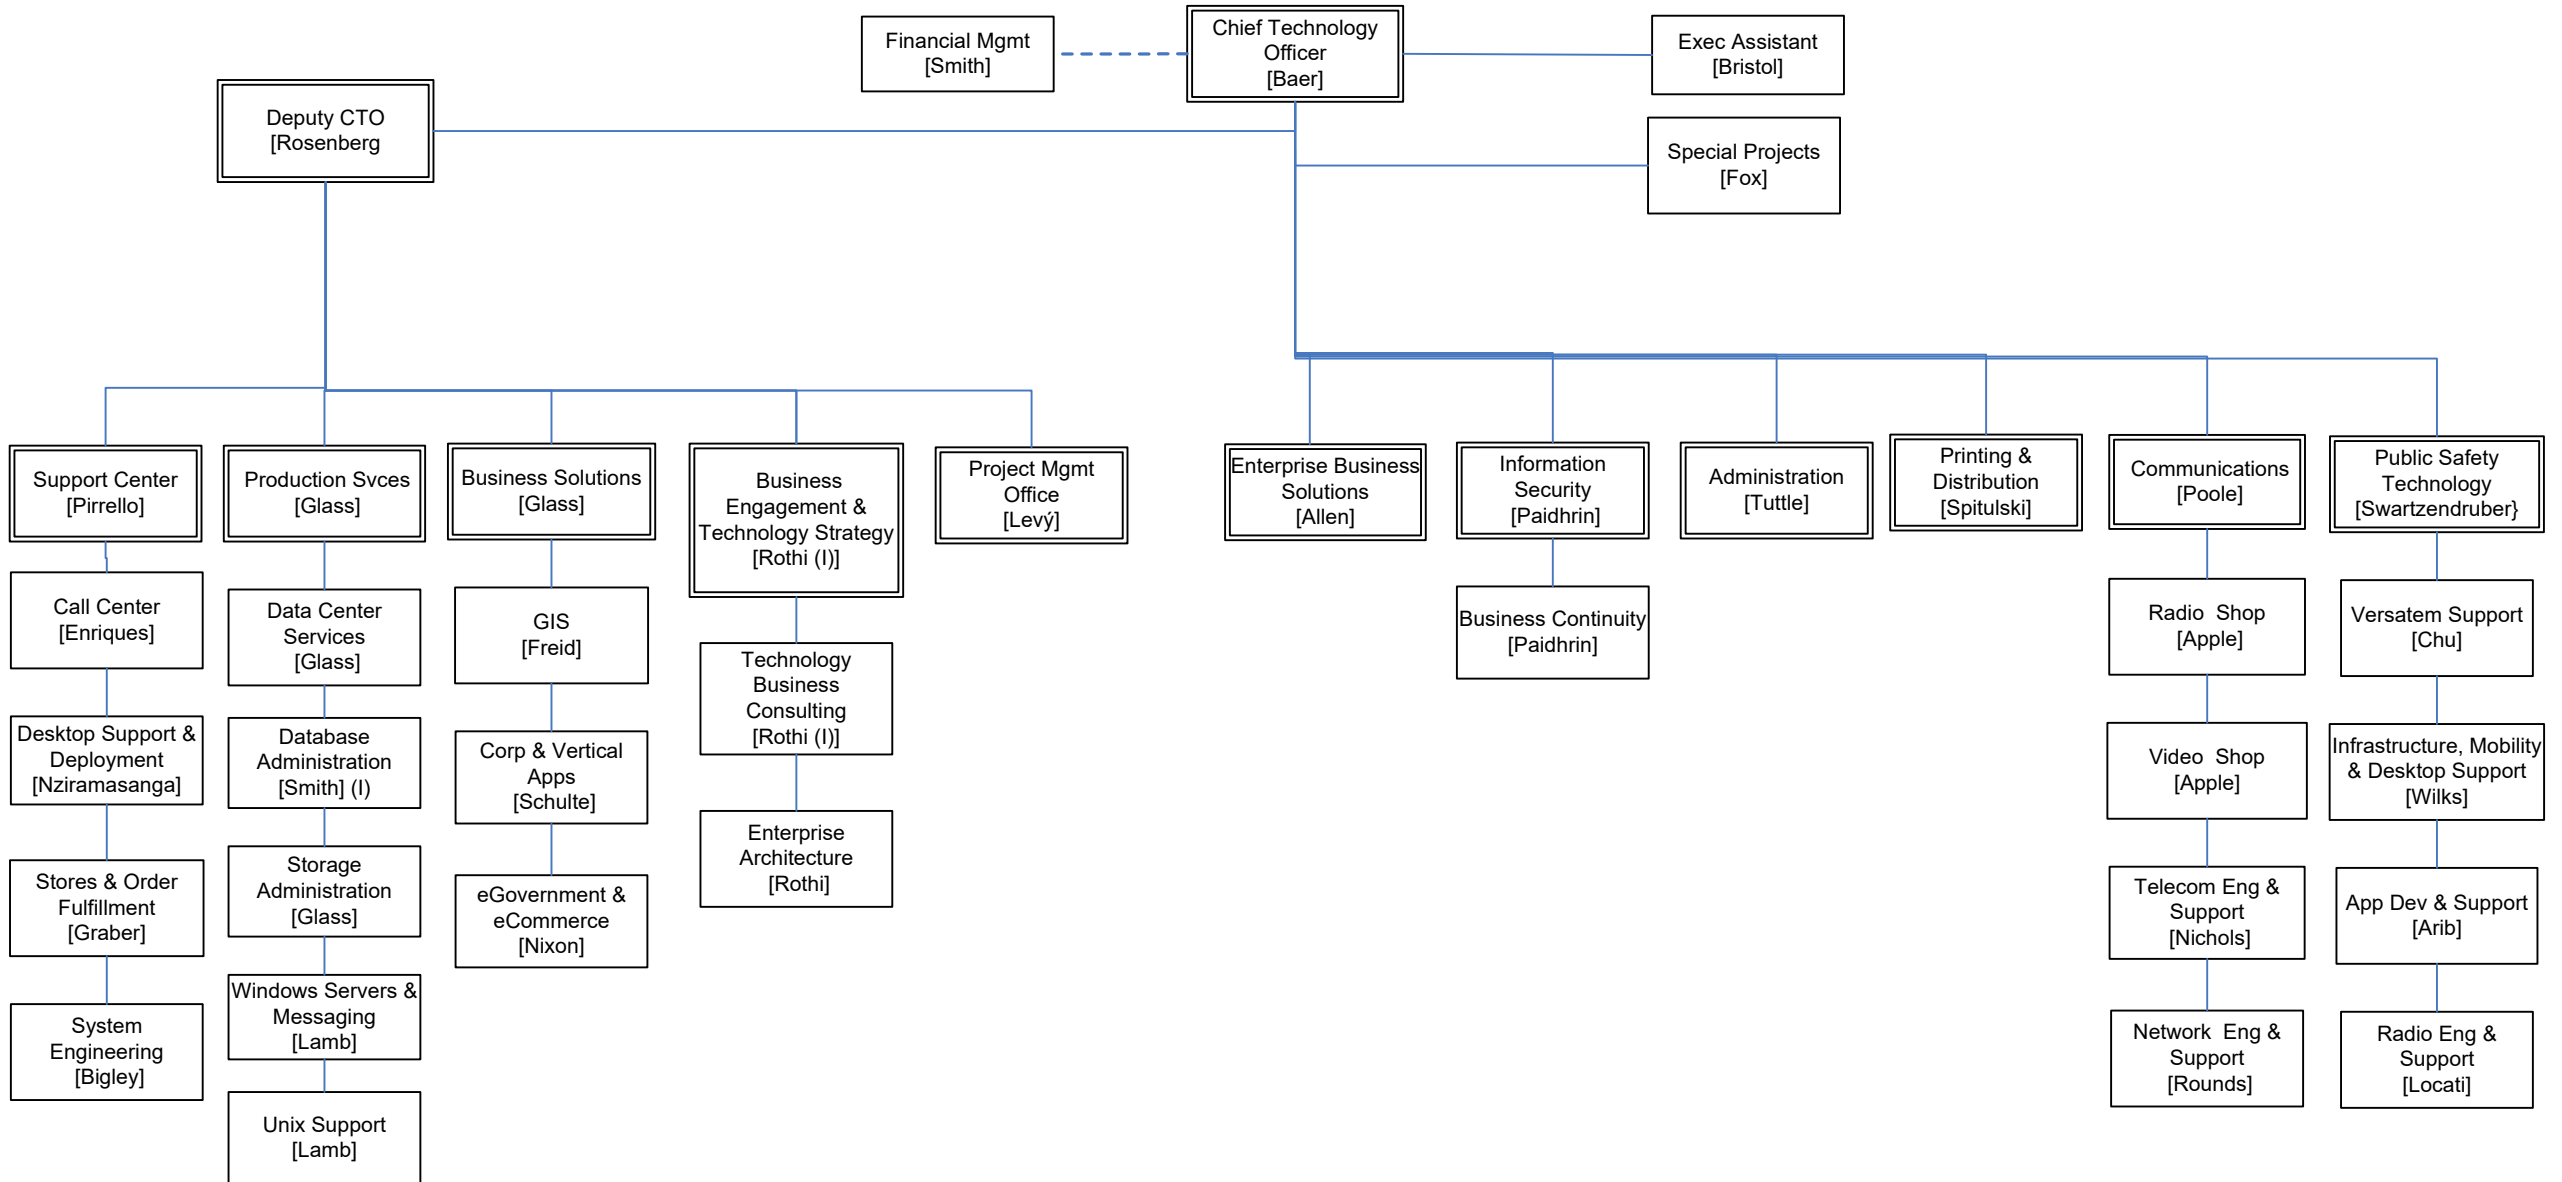 Financial Mgmt
[Smith]
Chief Technology
Officer
[Baer]
Exec Assistant
[Bristol]
Deputy CTO
[Rosenberg
Special Projects
[Fox]
Support Center
[Pirrello]
Call Center
[Enriques]
Desktop Support &
Deployment
[Nziramasanga]
Stores & Order
Fulfillment
[Graber]
System
Engineering
[Bigley]
Production Svces
[Glass]
Data Center
Services
[Glass]
Database
Administration
[Smith] (I)
Storage
Administration
[Glass]
Windows Servers &
Messaging
[Lamb]
Unix Support
[Lamb]
Business Solutions
[Glass]
GIS
[Freid]
Corp & Vertical
Apps
[Schulte]
eGovernment &
eCommerce
[Nixon]
Business
Engagement &
Technology Strategy
[Rothi (I)]
Technology
Business
Consulting
[Rothi (I)]
Enterprise
Architecture
[Rothi]
Project Mgmt
Office
[Levý]
Enterprise Business
Solutions
[Allen]
Information
Security
[Paidhrin]
Business Continuity
[Paidhrin]
Administration
[Tuttle]
Printing &
Distribution
[Spitulski]
Communications
[Poole]
Radio  Shop
[Apple]
Video  Shop
[Apple]
Telecom Eng &
Support
[Nichols]
Network  Eng &
Support
[Rounds]
Public Safety
Technology
[Swartzendruber}
Versatem Support
[Chu]
Infrastructure, Mobility
& Desktop Support
[Wilks]
App Dev & Support
[Arib]
Radio Eng &
Support
[Locati]